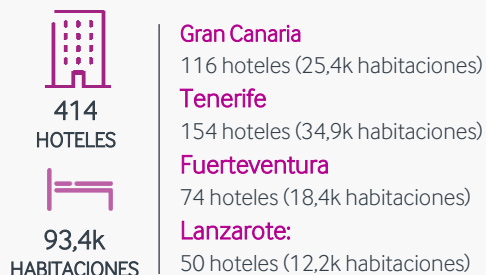 414
HOTELES
93,4k
HABITACIONES
Gran Canaria
116 hoteles (25,4k habitaciones)
Tenerife
154 hoteles (34,9k habitaciones)
Fuerteventura
74 hoteles (18,4k habitaciones)
Lanzarote:
50 hoteles (12,2k habitaciones)